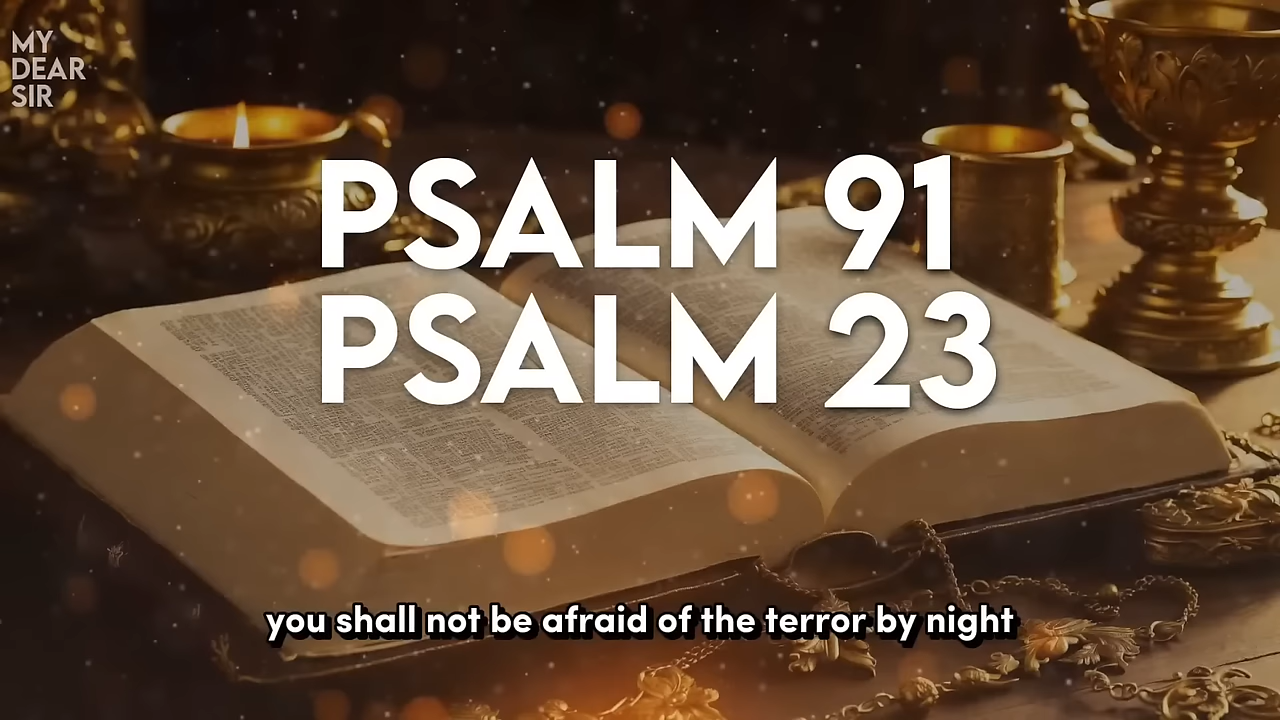 MY
DEAR
SIR
PSALM 91
PSALM 23
you shall not be afraid of the terror by night